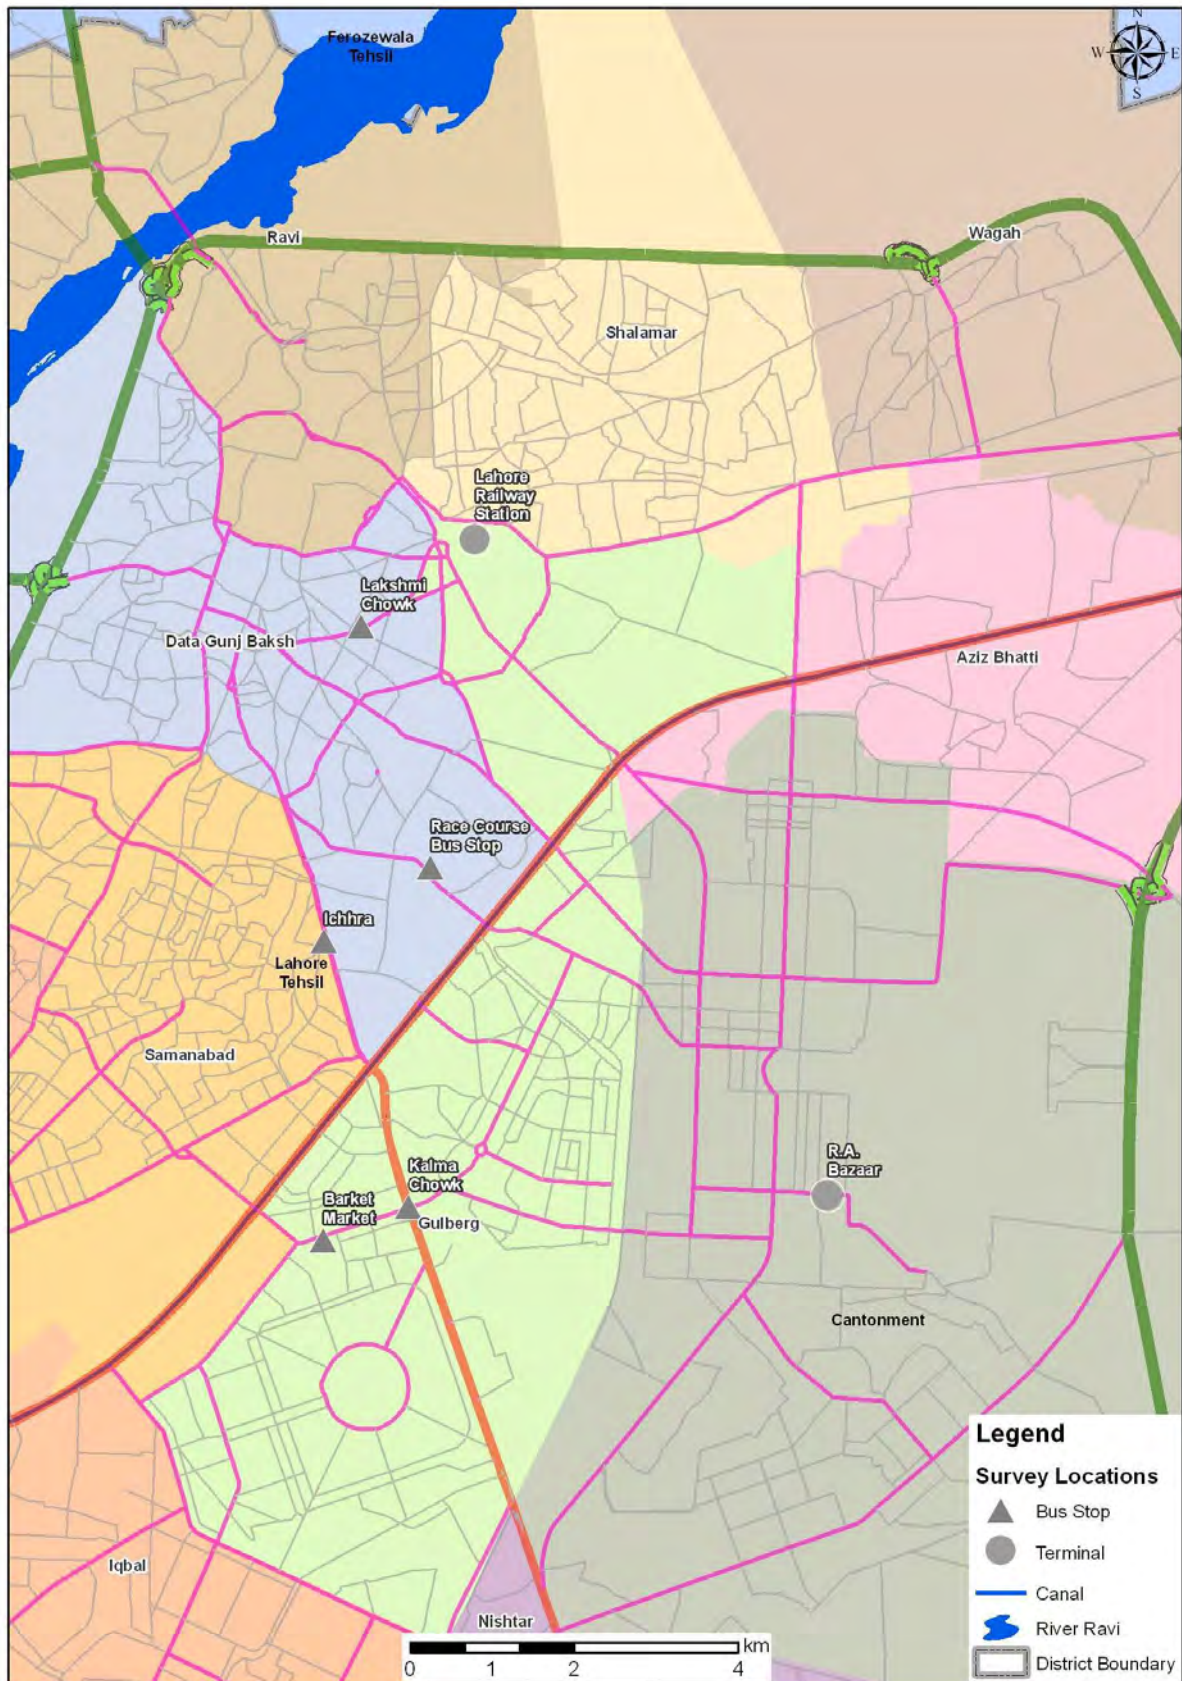 N
W
E
S
Ferozewala
Tehsil
Ravi
Wagah
Shalamar
Lahore
Railway
Station
Lakshmi
Chowk
Data Gunj Baksh
Aziz Bhatti
Race Course
Bus Stop
Ichhra
Lahore
Tehsil
Samanabad
R.A.
Bazaar
Kalma
Chowk
Barket
Market
Gulberg
Cantonment
Iqbal
Nishtar
km
0
1
2
4
Legend
Survey Locations
Bus Stop
Terminal
Canal
River Ravi
District Boundary